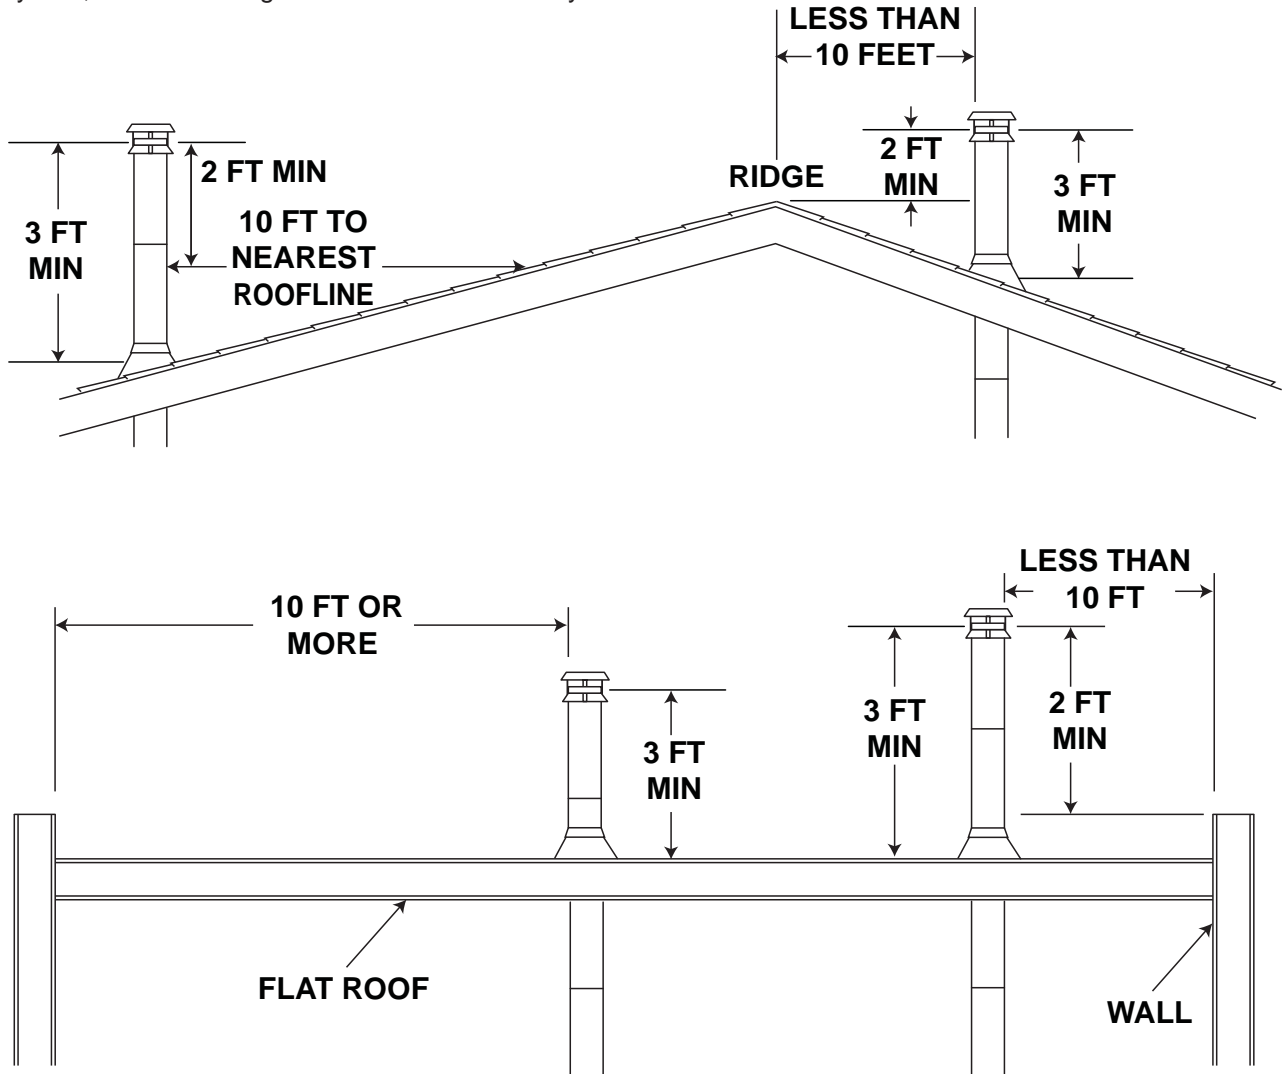 LESS THAN
10 FEET
2 FT MIN
3 FT
MIN
10 FT TO
NEAREST
ROOFLINE
RIDGE
2 FT
MIN
3 FT
MIN
10 FT OR
MORE
3 FT
MIN
LESS THAN
10 FT
3 FT
MIN
2 FT
MIN
FLAT ROOF
WALL